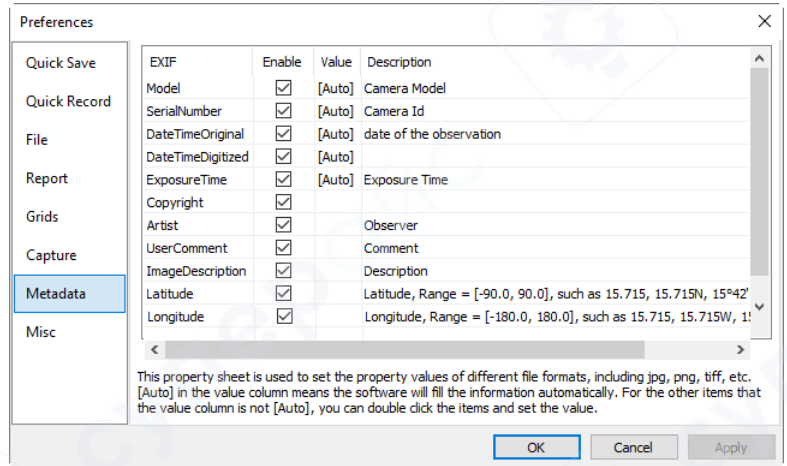 Preferences
Quick Save
Quick Record
File
Report
Grids
Capture
Metadata
Misc
EXIF Enable Value Description
Model [Auto] Camera Model
SerialNumber [Auto] Camera Id
DateTimeOriginal [Auto] date of the observation
DateTimeDigitized [Auto]
ExposureTime [Auto] Exposure Time
Copyright
Artist Observer
UserComment Comment
ImageDescription Description
Latitude Latitude, Range = [-90.0, 90.0], such as 15.715, 15.715N, 15°42'
Longitude Longitude, Range = [-180.0, 180.0], such as 15.715, 15.715W,
This property sheet is used to set the property values of different file formats, including jpg, png, tiff, etc.
[Auto] in the value column means the software will fill the information automatically. For the other items that
the value column is not [Auto], you can double click the items and set the value.
OK Cancel Apply